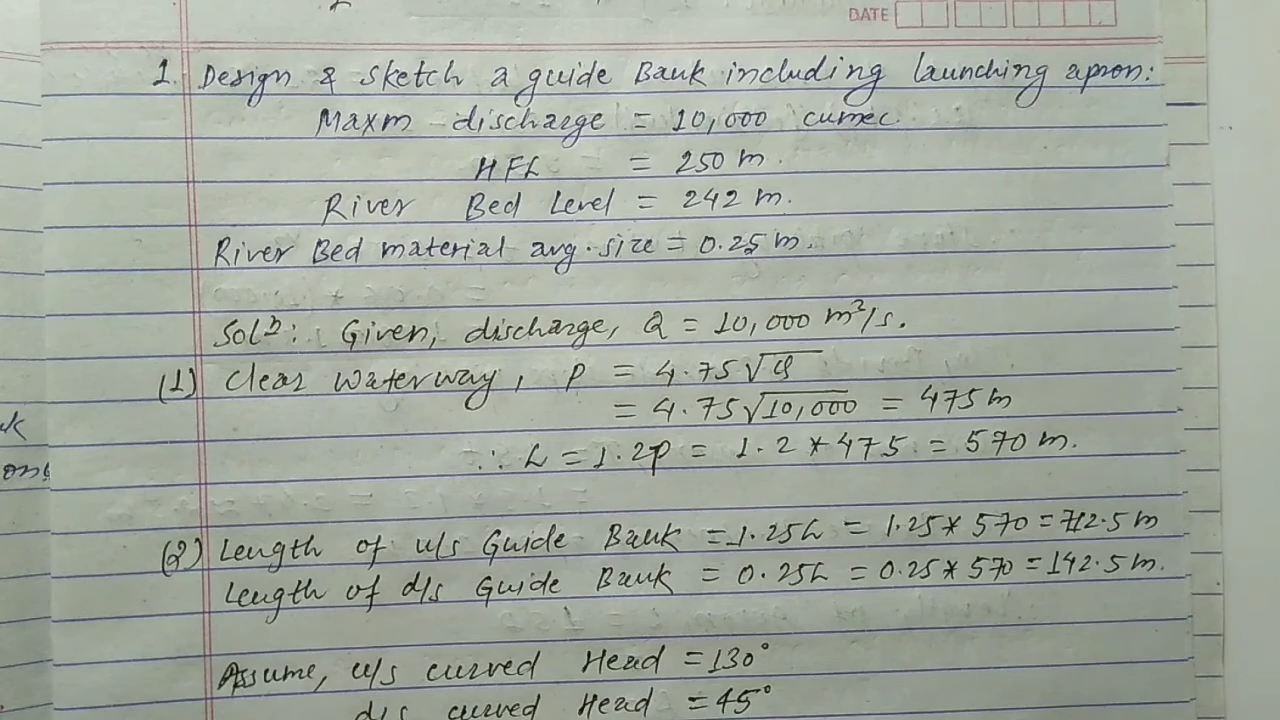 DATE
1. Design & sketch a guide Bank including launching apron:
Maxm discharge = 10,000 cumec.
HFL = 250 m.
River Bed Level = 242 m.
River Bed material avg. size = 0.25 m.
Solⁿ: Given, discharge, Q = 10,000 m³/s.
(1) Clear waterway, P = 4.75√Q
= 4.75√10,000 = 475 m
∴ L = 1.2P = 1.2 * 475 = 570 m.
(2) Length of u/s Guide Bank = 1.25L = 1.25 * 570 = 712.5 m
Length of d/s Guide Bank = 0.25L = 0.25 * 570 = 142.5 m.
Assume, u/s curved Head = 130°
d/s curved Head = 45°